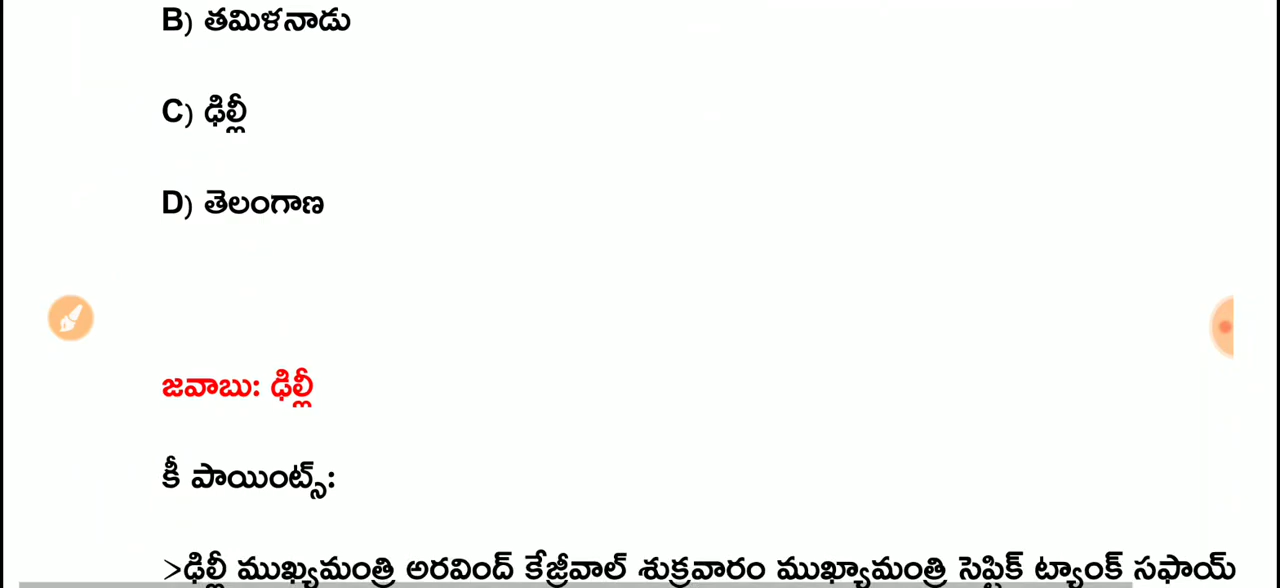 B) తమిళనాడు
C) ఢిల్లీ
D) తెలంగాణ
జవాబు: ఢిల్లీ
కీ పాయింట్స్:
>ఢిల్లీ ముఖ్యమంత్రి అరవింద్ కేజ్రీవాల్ శుక్రవారం ముఖ్యామంత్రి సెప్టిక్ ట్యాంక్ సఫాయ్